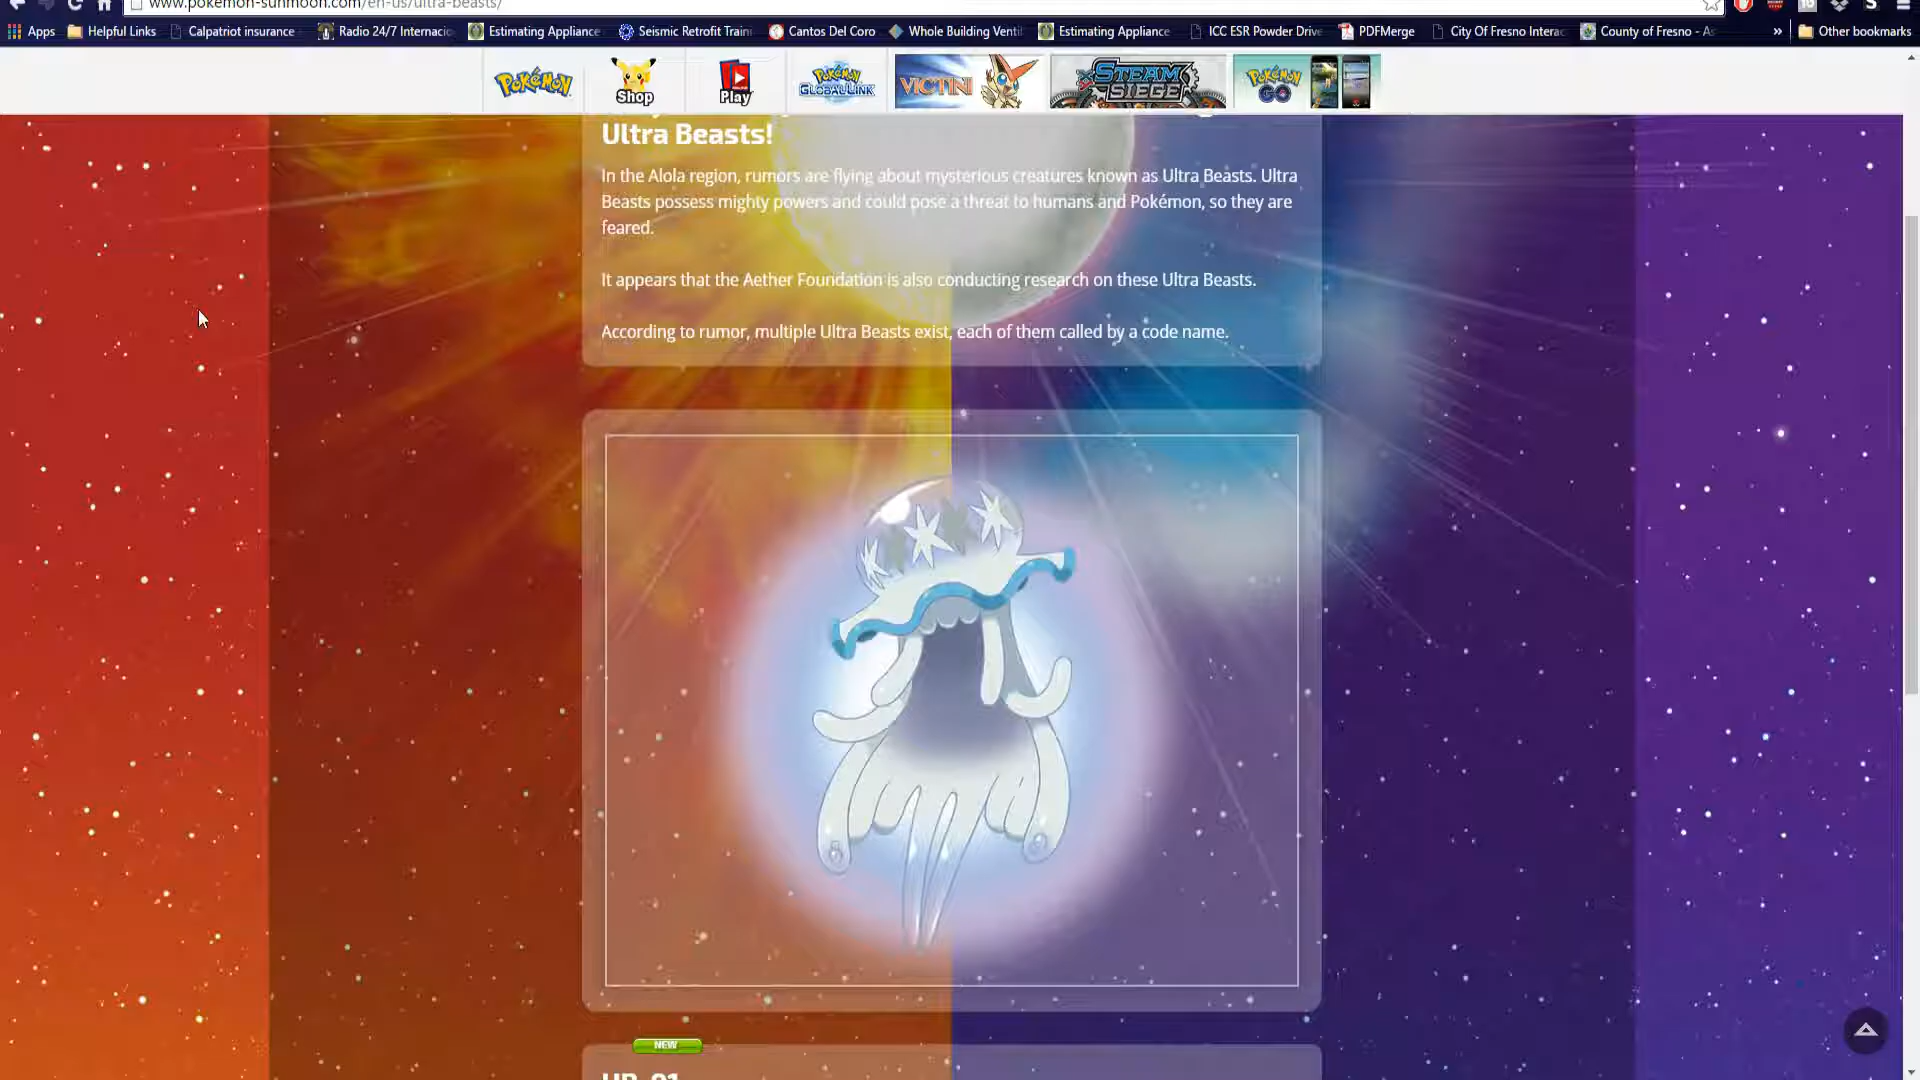 www.pokemon-sunmoon.com/en-us/ultra-beasts/
Apps Helpful Links Calpatriot insurance Radio 24/7 Internacio Estimating Appliance Seismic Retrofit Traini Cantos Del Coro Whole Building Ventil Estimating Appliance ICC ESR Powder Drive PDFMerge City Of Fresno Interac County of Fresno - As » Other bookmarks
POKéMON Shop Play POKéMON GLOBAL LINK VICTINI STEAM SIEGE POKéMON GO
Ultra Beasts!
In the Alola region, rumors are flying about mysterious creatures known as Ultra Beasts. Ultra
Beasts possess mighty powers and could pose a threat to humans and Pokémon, so they are
feared.
It appears that the Aether Foundation is also conducting research on these Ultra Beasts.
According to rumor, multiple Ultra Beasts exist, each of them called by a code name.
NEW
UB-01